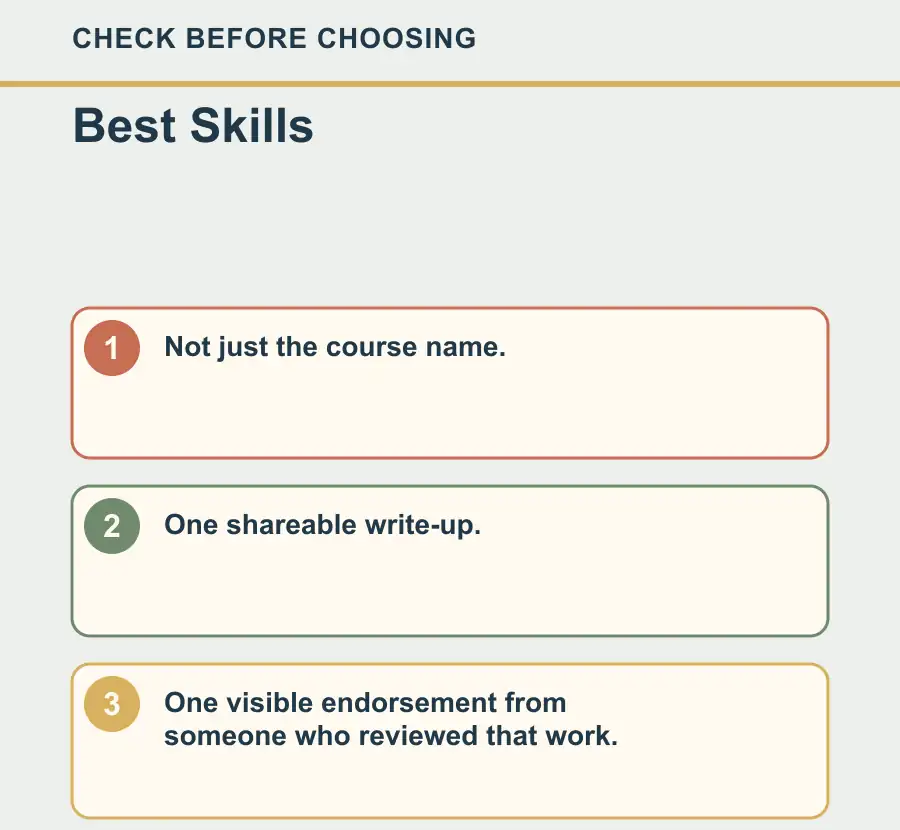 CHECK BEFORE CHOOSING
Best Skills
1
Not just the course name.
2
One shareable write-up.
3
One visible endorsement from
someone who reviewed that work.